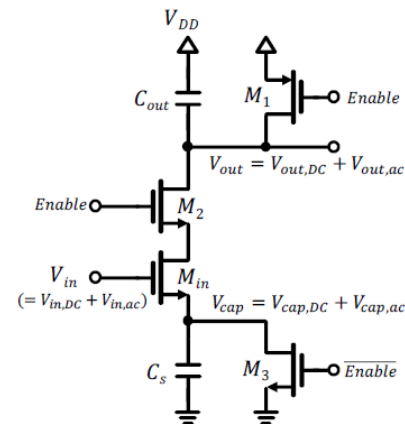 V_DD
C_out
M_1
Enable
V_out = V_out,DC + V_out,ac
Enable
M_2
V_in
(= V_in,DC + V_in,ac)
M_in
V_cap = V_cap,DC + V_cap,ac
C_s
M_3
\overline{Enable}